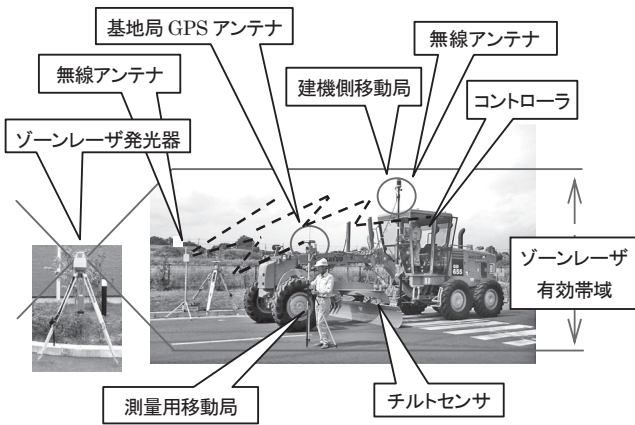 基地局 GPS アンテナ
無線アンテナ
無線アンテナ
建機側移動局
コントローラ
ゾーンレーザ発光器
ゾーンレーザ
有効帯域
測量用移動局
チルトセンサ